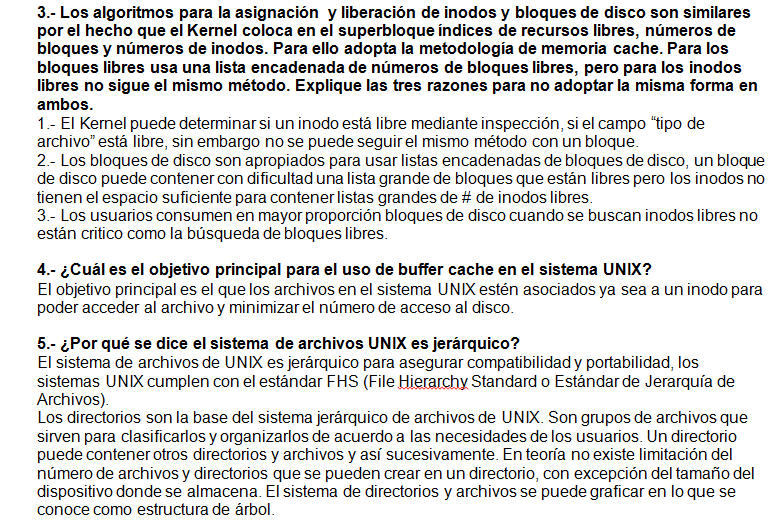 3.- Los algoritmos para la asignación y liberación de inodos y bloques de disco son similares
por el hecho que el Kernel coloca en el superbloque índices de recursos libres, números de
bloques y números de inodos. Para ello adopta la metodología de memoria cache. Para los
bloques libres usa una lista encadenada de números de bloques libres, pero para los inodos
libres no sigue el mismo método. Explique las tres razones para no adoptar la misma forma en
ambos.
1.- El Kernel puede determinar si un inodo está libre mediante inspección, si el campo “tipo de
archivo” está libre, sin embargo no se puede seguir el mismo método con un bloque.
2.- Los bloques de disco son apropiados para usar listas encadenadas de bloques de disco, un bloque
de disco puede contener con dificultad una lista grande de bloques que están libres pero los inodos no
tienen el espacio suficiente para contener listas grandes de # de inodos libres.
3.- Los usuarios consumen en mayor proporción bloques de disco cuando se buscan inodos libres no
están critico como la búsqueda de bloques libres.
4.- ¿Cuál es el objetivo principal para el uso de buffer cache en el sistema UNIX?
El objetivo principal es el que los archivos en el sistema UNIX estén asociados ya sea a un inodo para
poder acceder al archivo y minimizar el número de acceso al disco.
5.- ¿Por qué se dice el sistema de archivos UNIX es jerárquico?
El sistema de archivos de UNIX es jerárquico para asegurar compatibilidad y portabilidad, los
sistemas UNIX cumplen con el estándar FHS (File Hierarchy Standard o Estándar de Jerarquía de
Archivos).
Los directorios son la base del sistema jerárquico de archivos de UNIX. Son grupos de archivos que
sirven para clasificarlos y organizarlos de acuerdo a las necesidades de los usuarios. Un directorio
puede contener otros directorios y archivos y así sucesivamente. En teoría no existe limitación del
número de archivos y directorios que se pueden crear en un directorio, con excepción del tamaño del
dispositivo donde se almacena. El sistema de directorios y archivos se puede graficar en lo que se
conoce como estructura de árbol.